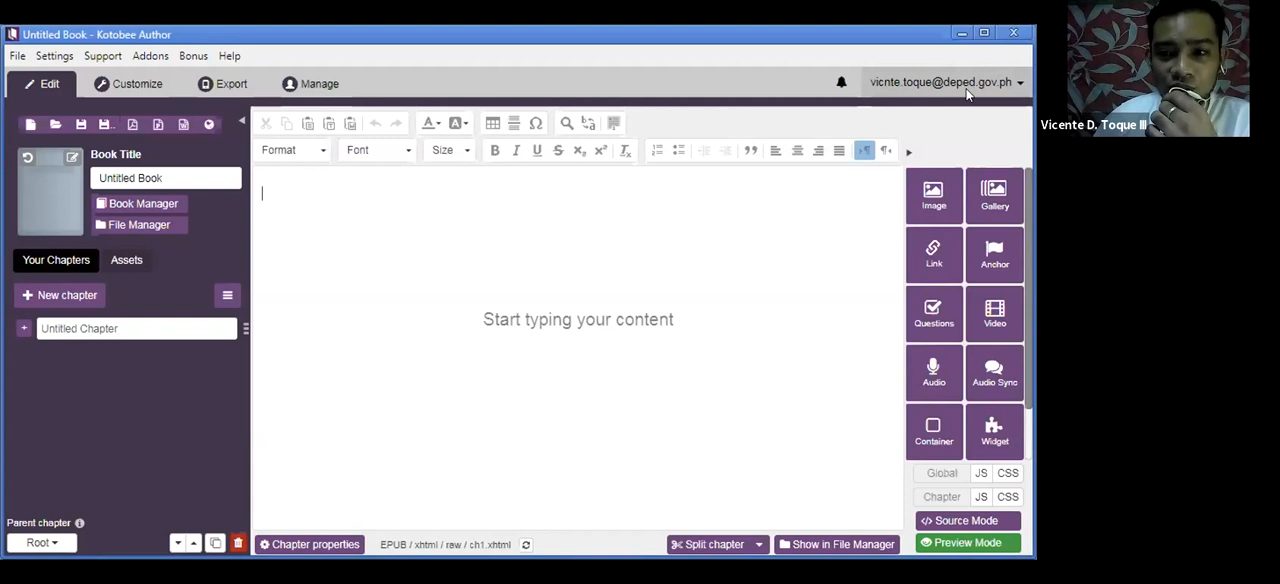 Untitled Book - Kotobee Author
File Settings Support Addons Bonus Help
Edit Customize Export Manage
vicnte.toque@deped.gov.ph
Vicente D. Toque III
Book Title
Untitled Book
Book Manager
File Manager
Your Chapters Assets
New chapter
Untitled Chapter
Parent chapter
Root
Format Font Size B I U S x₂ x² Tx
Start typing your content
Image Gallery
Link Anchor
Questions Video
Audio Audio Sync
Container Widget
Global JS CSS
Chapter JS CSS
Source Mode
Preview Mode
Chapter properties EPUB / xhtml / raw / ch1.xhtml Split chapter Show in File Manager